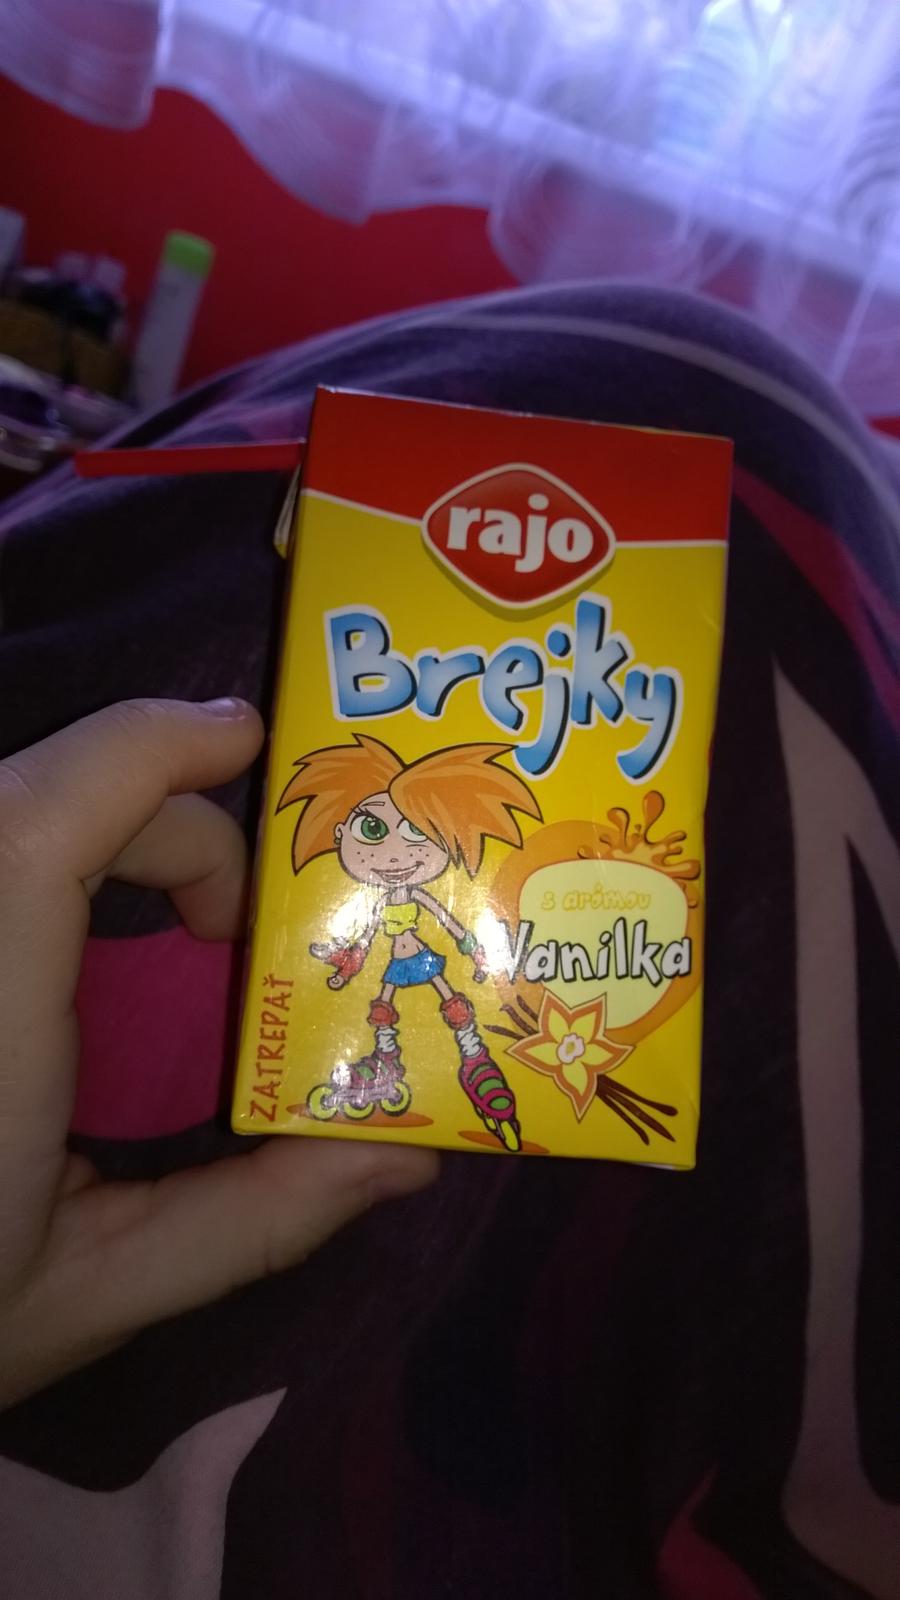 rajo
Brejky
s arómou
Vanilka
ZATREPAŤ